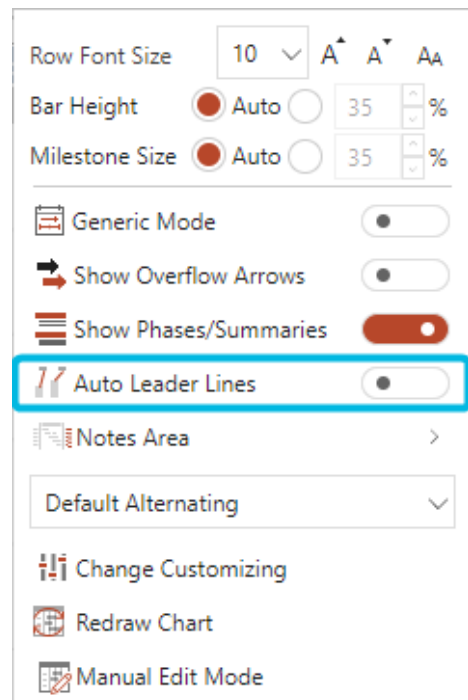 Row Font Size 10 A A AA
Bar Height Auto 35 %
Milestone Size Auto 35 %
Generic Mode
Show Overflow Arrows
Show Phases/Summaries
Auto Leader Lines
Notes Area
Default Alternating
Change Customizing
Redraw Chart
Manual Edit Mode